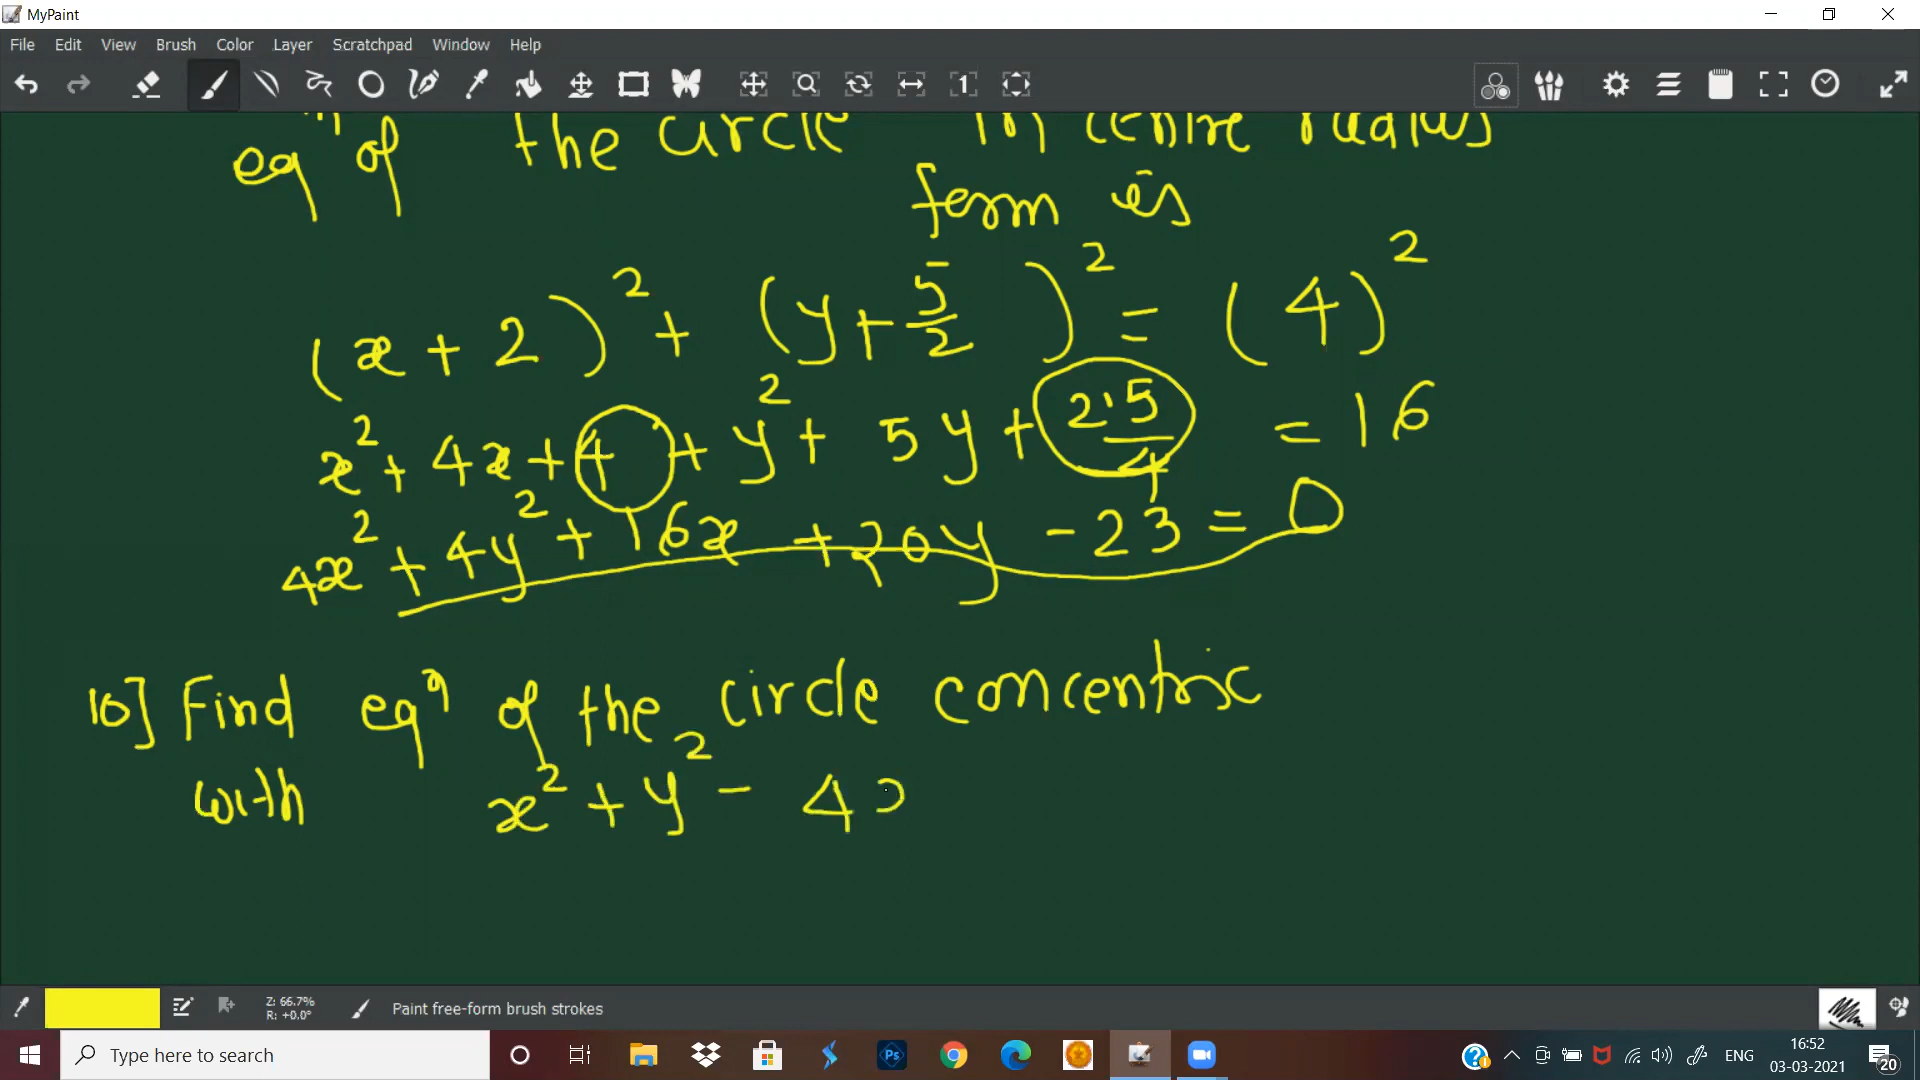 MyPaint
File Edit View Brush Color Layer Scratchpad Window Help
eqⁿ of the circle in centre radius
form is
(x + 2)² + (y + 5/2)² = (4)²
x² + 4x + 4 + y² + 5y + 25/4 = 16
4x² + 4y² + 16x + 20y - 23 = 0
10] Find eqⁿ of the circle concentric
with x² + y² - 4
Z: 66.7%
R: +0.0°
Paint free-form brush strokes
Type here to search
Ps
ENG
16:52
03-03-2021
20